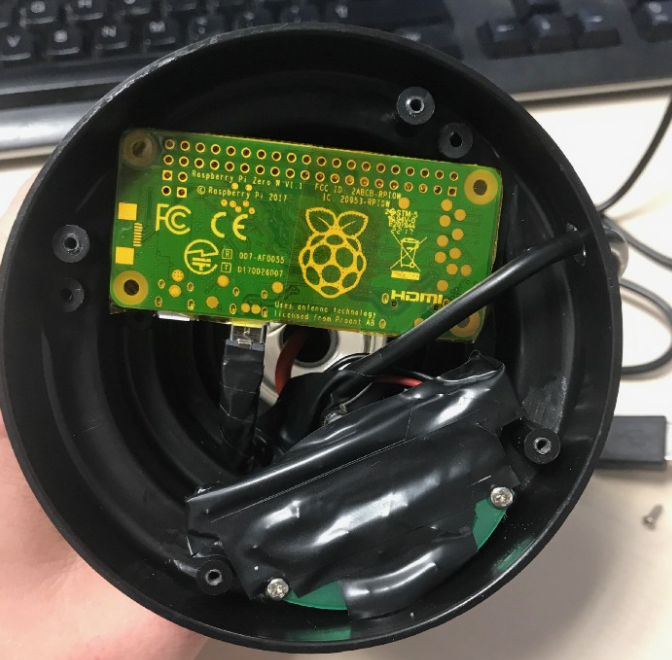 Raspberry Pi Zero W V1.1
© Raspberry Pi 2017
FCC ID: 2ABCB-RPI0W
IC: 20953-RPI0W
FC CE
R 007-AF0055
T 017D026007
HDMI
Uses antenna technology
licensed from Proant AB